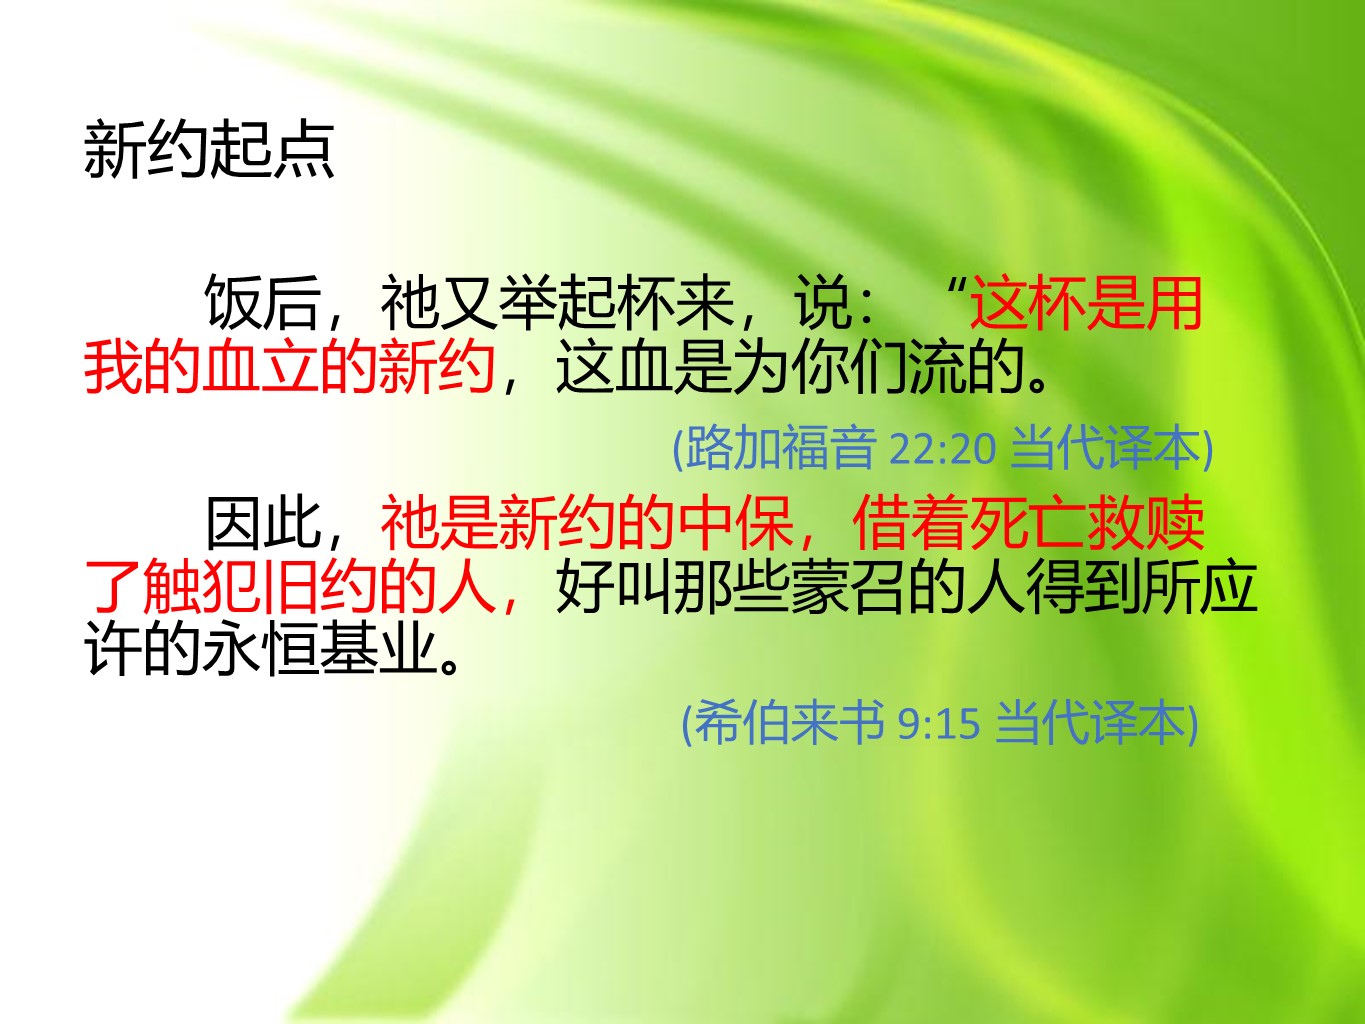 新约起点
饭后，祂又举起杯来，说：“这杯是用
我的血立的新约，这血是为你们流的。
(路加福音 22:20 当代译本)
因此，祂是新约的中保，借着死亡救赎
了触犯旧约的人，好叫那些蒙召的人得到所应
许的永恒基业。
(希伯来书 9:15 当代译本)